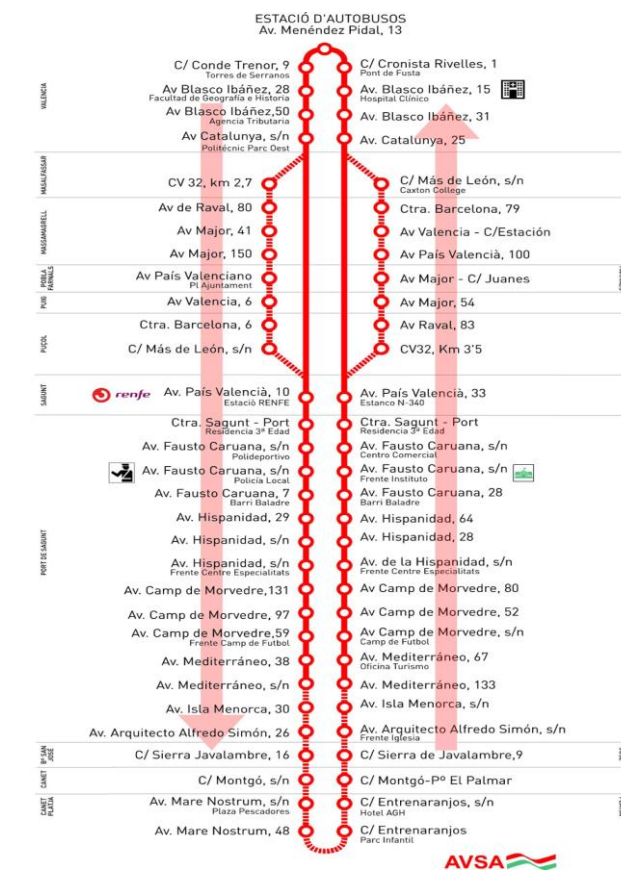 ESTACIÓ D'AUTOBUSOS
Av. Menéndez Pidal, 13
VALENCIA
C/ Conde Trenor, 9
Torres de Serranos
Av Blasco Ibáñez, 28
Facultad de Geografía e Historia
Av Blasco Ibáñez,50
Agencia Tributaria
Av Catalunya, s/n
Politécnic Parc Oest
C/ Cronista Rivelles, 1
Pont de Fusta
Av. Blasco Ibáñez, 15
Hospital Clínico
Av. Blasco Ibáñez, 31
Av. Catalunya, 25
MASALFASSAR
CV 32, km 2,7
C/ Más de León, s/n
Caxton College
MASSAMAGRELL
Av de Raval, 80
Av Major, 41
Av Major, 150
Ctra. Barcelona, 79
Av Valencia - C/Estación
Av País Valencià, 100
POBLA
FARNALS
Av País Valenciano
Pl Ajuntament
Av Major - C/ Juanes
PUIG
Av Valencia, 6
Av Major, 54
PUÇOL
Ctra. Barcelona, 6
C/ Más de León, s/n
Av Raval, 83
CV32, Km 3'5
SAGUNT
renfe
Av. País Valencià, 10
Estació RENFE
Av. País Valencià, 33
Estanco N-340
PORT DE SAGUNT
Ctra. Sagunt - Port
Residencia 3ª Edad
Av. Fausto Caruana, s/n
Polideportivo
Av. Fausto Caruana, s/n
Policía Local
Av. Fausto Caruana, 7
Barri Baladre
Av. Hispanidad, 29
Av. Hispanidad, s/n
Av. Hispanidad, s/n
Frente Centre Especialitats
Av. Camp de Morvedre,131
Av. Camp de Morvedre, 97
Av. Camp de Morvedre,59
Frente Camp de Futbol
Av. Mediterráneo, 38
Av. Mediterráneo, s/n
Av. Isla Menorca, 30
Av. Arquitecto Alfredo Simón, 26
Ctra. Sagunt - Port
Residencia 3ª Edad
Av. Fausto Caruana, s/n
Centro Comercial
Av. Fausto Caruana, s/n
Frente Instituto
Av. Fausto Caruana, 28
Barri Baladre
Av. Hispanidad, 64
Av. Hispanidad, 28
Av. de la Hispanidad, s/n
Frente Centre Especialitats
Av Camp de Morvedre, 80
Av Camp de Morvedre, 52
Av Camp de Morvedre, s/n
Camp de Futbol
Av. Mediterráneo, 67
Oficina Turismo
Av. Mediterráneo, 133
Av. Isla Menorca, s/n
Av. Arquitecto Alfredo Simón, s/n
Frente Iglesia
Bº SAN
JOSÉ
C/ Sierra Javalambre, 16
C/ Sierra de Javalambre,9
CANET
C/ Montgó, s/n
C/ Montgó-Pº El Palmar
CANET
PLATJA
Av. Mare Nostrum, s/n
Plaza Pescadores
Av. Mare Nostrum, 48
C/ Entrenaranjos, s/n
Hotel AGH
C/ Entrenaranjos
Parc Infantil
AVSA